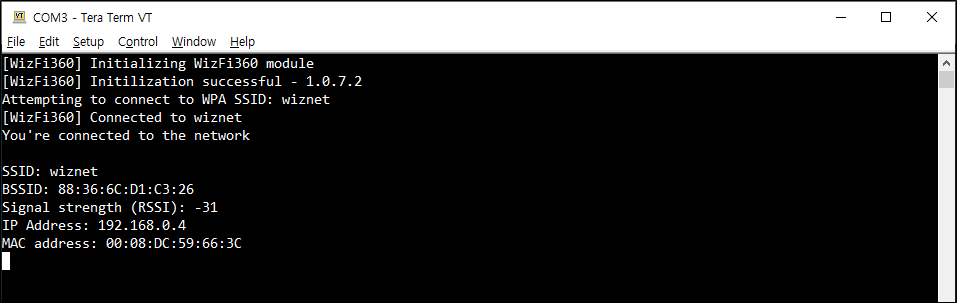 VT COM3 - Tera Term VT
File Edit Setup Control Window Help
[WizFi360] Initializing WizFi360 module
[WizFi360] Initilization successful - 1.0.7.2
Attempting to connect to WPA SSID: wiznet
[WizFi360] Connected to wiznet
You're connected to the network
SSID: wiznet
BSSID: 88:36:6C:D1:C3:26
Signal strength (RSSI): -31
IP Address: 192.168.0.4
MAC address: 00:08:DC:59:66:3C